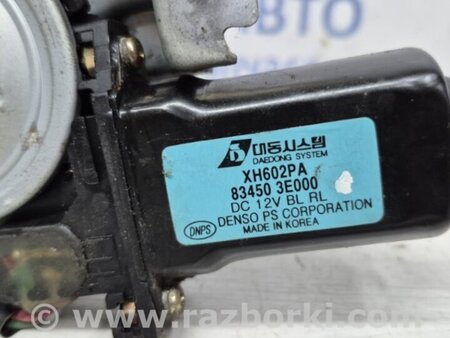 АВТО
대동시스템
DAEDONG SYSTEM
XH602PA
83450 3E000
DC 12V BL RL
DENSO PS CORPORATION
DNPS
MADE IN KOREA
www.razborki.com